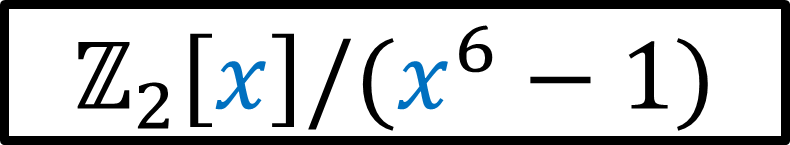 ℤ₂[x]/(x⁶ − 1)